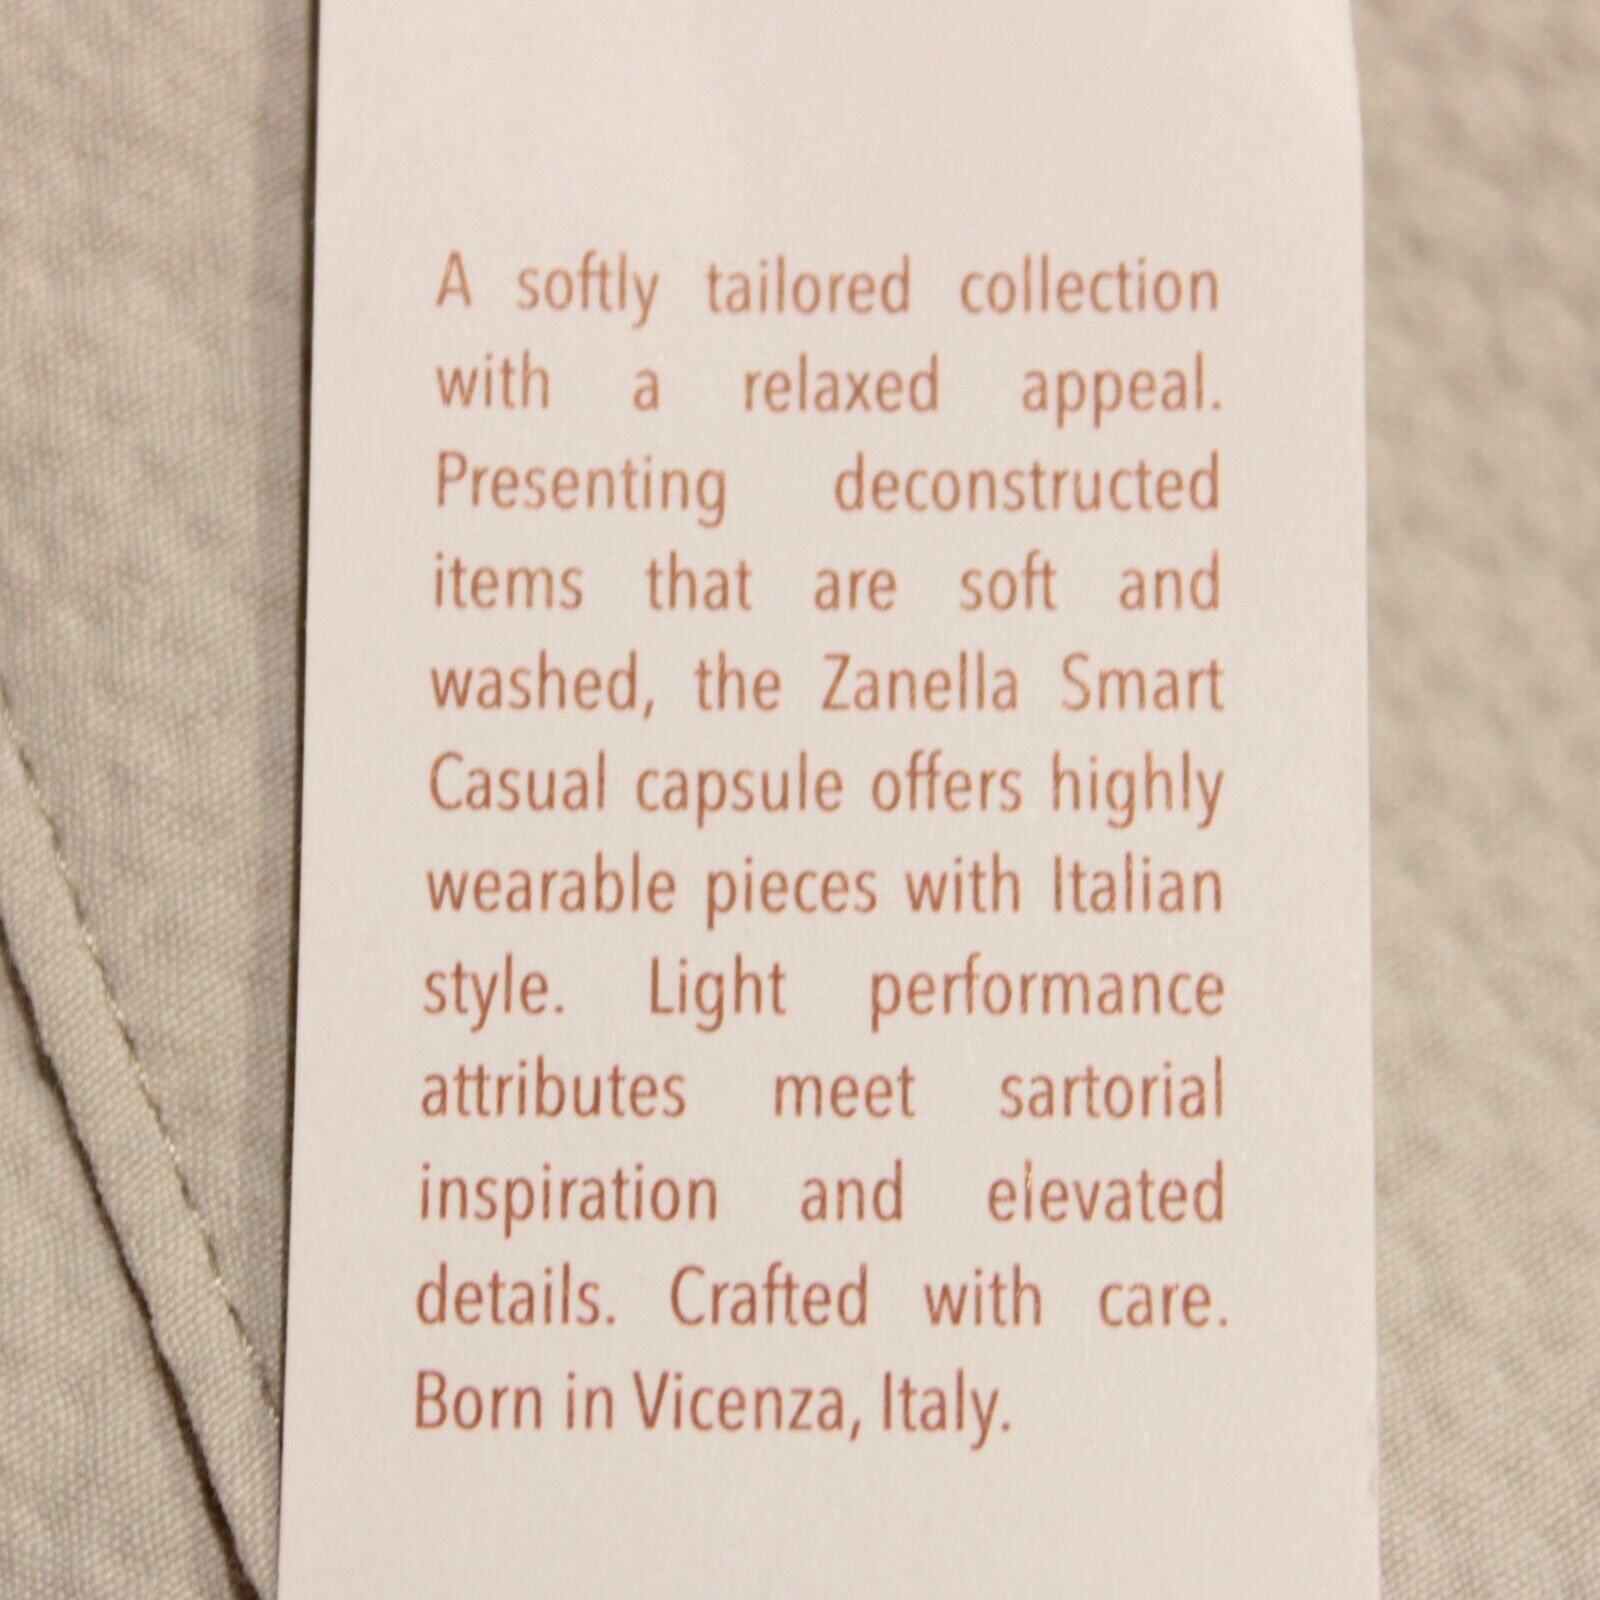 A softly tailored collection
with a relaxed appeal.
Presenting deconstructed
items that are soft and
washed, the Zanella Smart
Casual capsule offers highly
wearable pieces with Italian
style. Light performance
attributes meet sartorial
inspiration and elevated
details. Crafted with care.
Born in Vicenza, Italy.